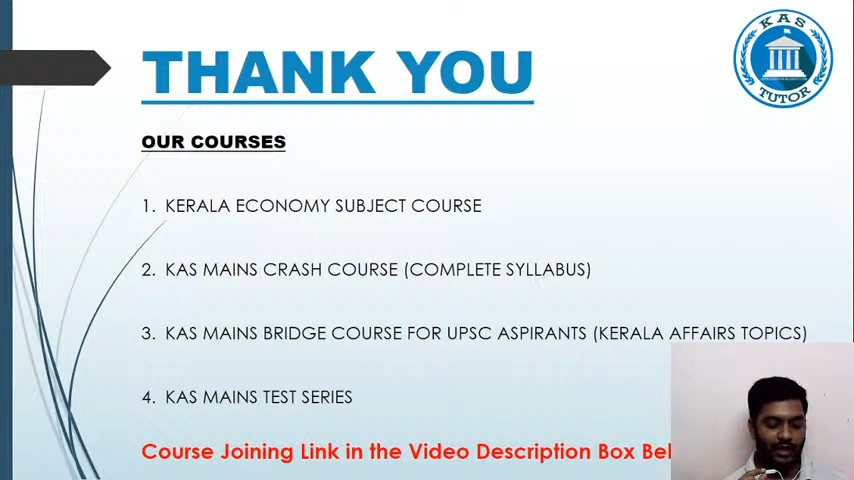 THANK YOU
KAS
TUTOR
OUR COURSES
1. KERALA ECONOMY SUBJECT COURSE
2. KAS MAINS CRASH COURSE (COMPLETE SYLLABUS)
3. KAS MAINS BRIDGE COURSE FOR UPSC ASPIRANTS (KERALA AFFAIRS TOPICS)
4. KAS MAINS TEST SERIES
Course Joining Link in the Video Description Box Bel